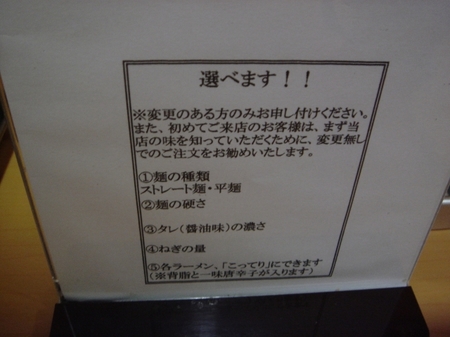 選べます！！
※変更のある方のみお申し付けください。
また、初めてご来店のお客様は、まず当
店の味を知っていただくために、変更無し
でのご注文をお勧めいたします。
①麺の種類
ストレート麺・平麺
②麺の硬さ
③タレ（醤油味）の濃さ
④ねぎの量
⑤各ラーメン、「こってり」にできます
（※背脂と一味唐辛子が入ります）